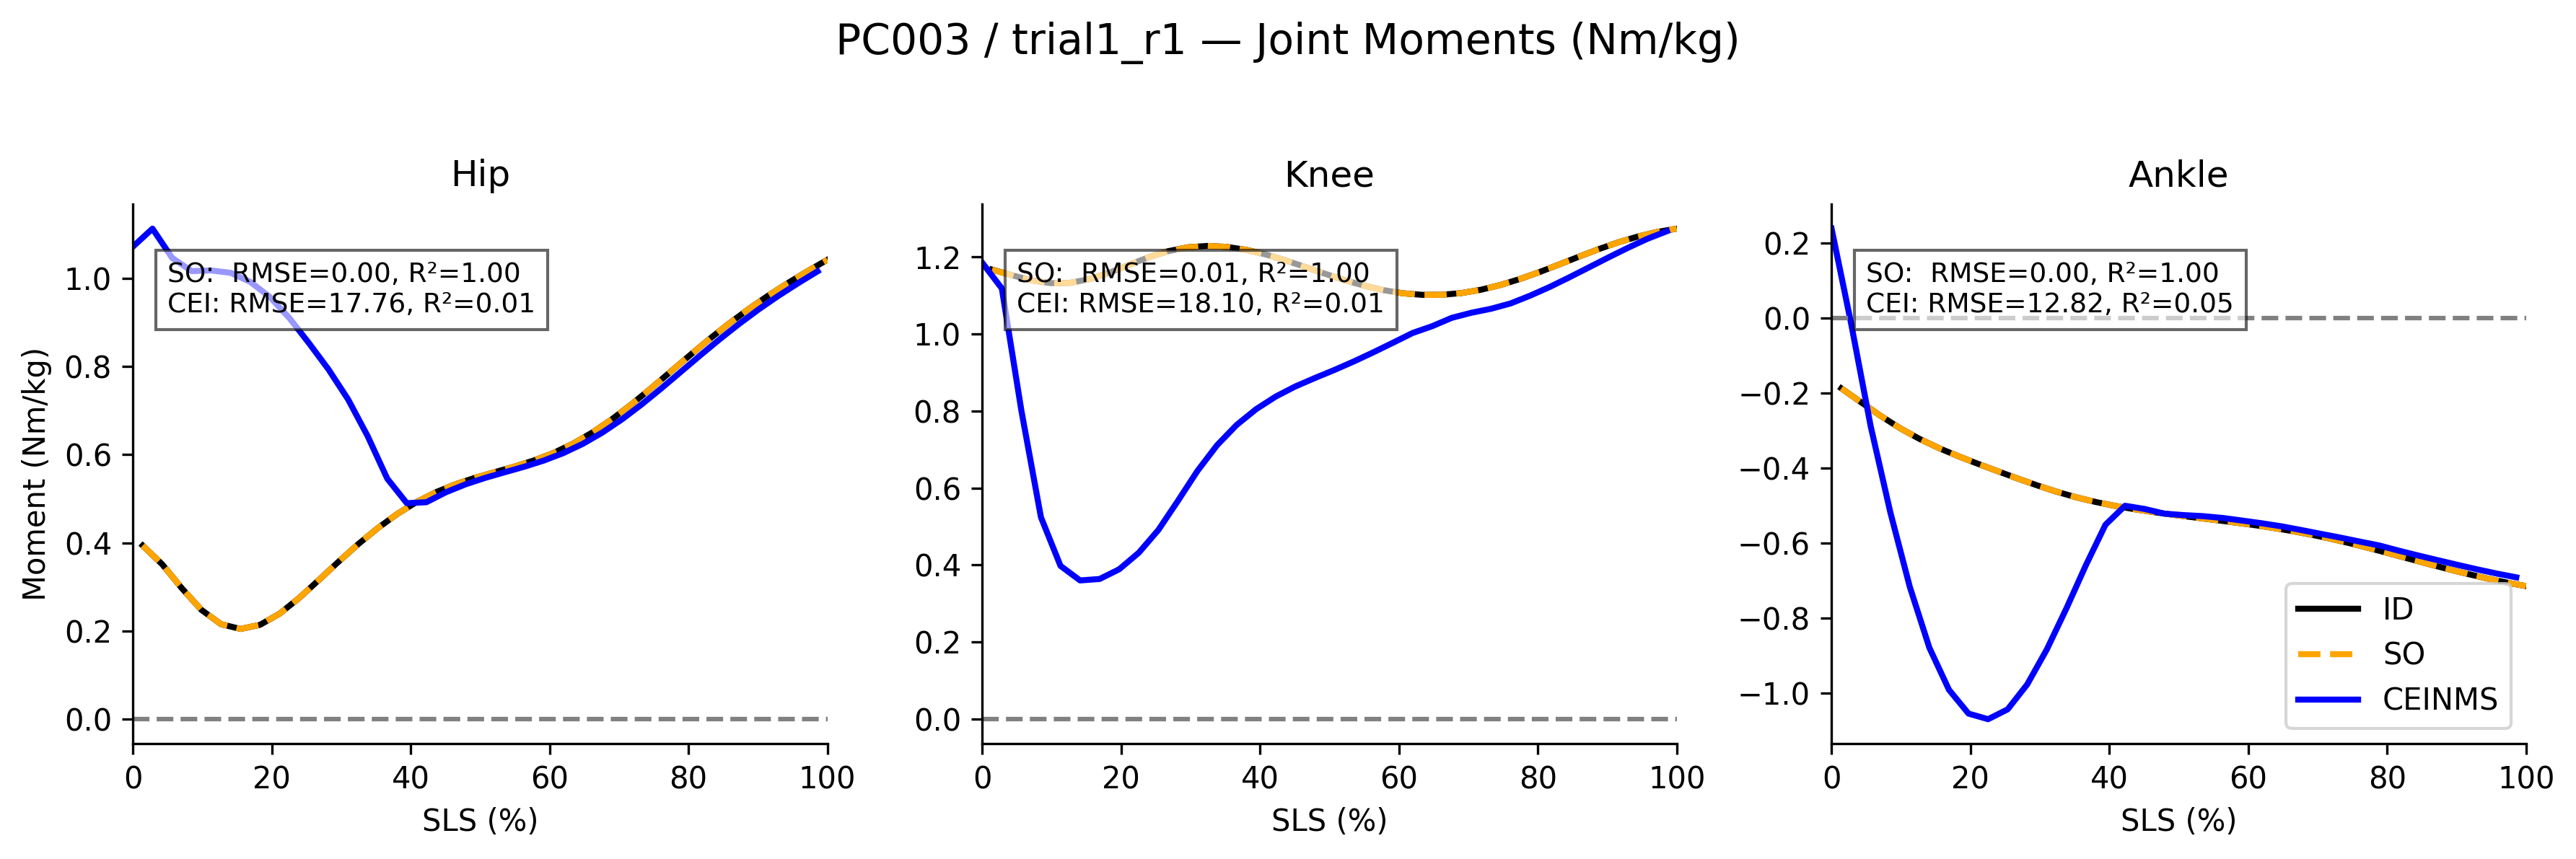 PC003 / trial1_r1 — Joint Moments (Nm/kg)
Hip
Moment (Nm/kg)
1.0
0.8
0.6
0.4
0.2
0.0
SO:  RMSE=0.00, R²=1.00
CEI: RMSE=17.76, R²=0.01
0 20 40 60 80 100
SLS (%)
Knee
1.2
1.0
0.8
0.6
0.4
0.2
0.0
SO:  RMSE=0.01, R²=1.00
CEI: RMSE=18.10, R²=0.01
0 20 40 60 80 100
SLS (%)
Ankle
0.2
0.0
−0.2
−0.4
−0.6
−0.8
−1.0
SO:  RMSE=0.00, R²=1.00
CEI: RMSE=12.82, R²=0.05
ID
SO
CEINMS
0 20 40 60 80 100
SLS (%)